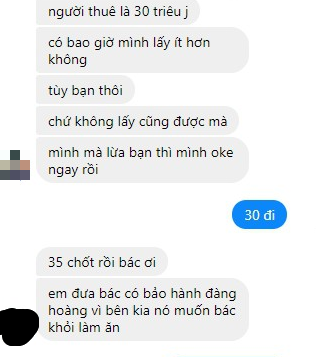 người thuê là 30 triêu j
có bao giờ mình lấy ít hơn
không
tùy bạn thôi
chứ không lấy cũng được mà
mình mà lừa bạn thì mình oke
ngay rồi
30 đi
35 chốt rồi bác ơi
em đưa bác có bảo hành đàng
hoàng vì bên kia nó muốn bác
khỏi làm ăn